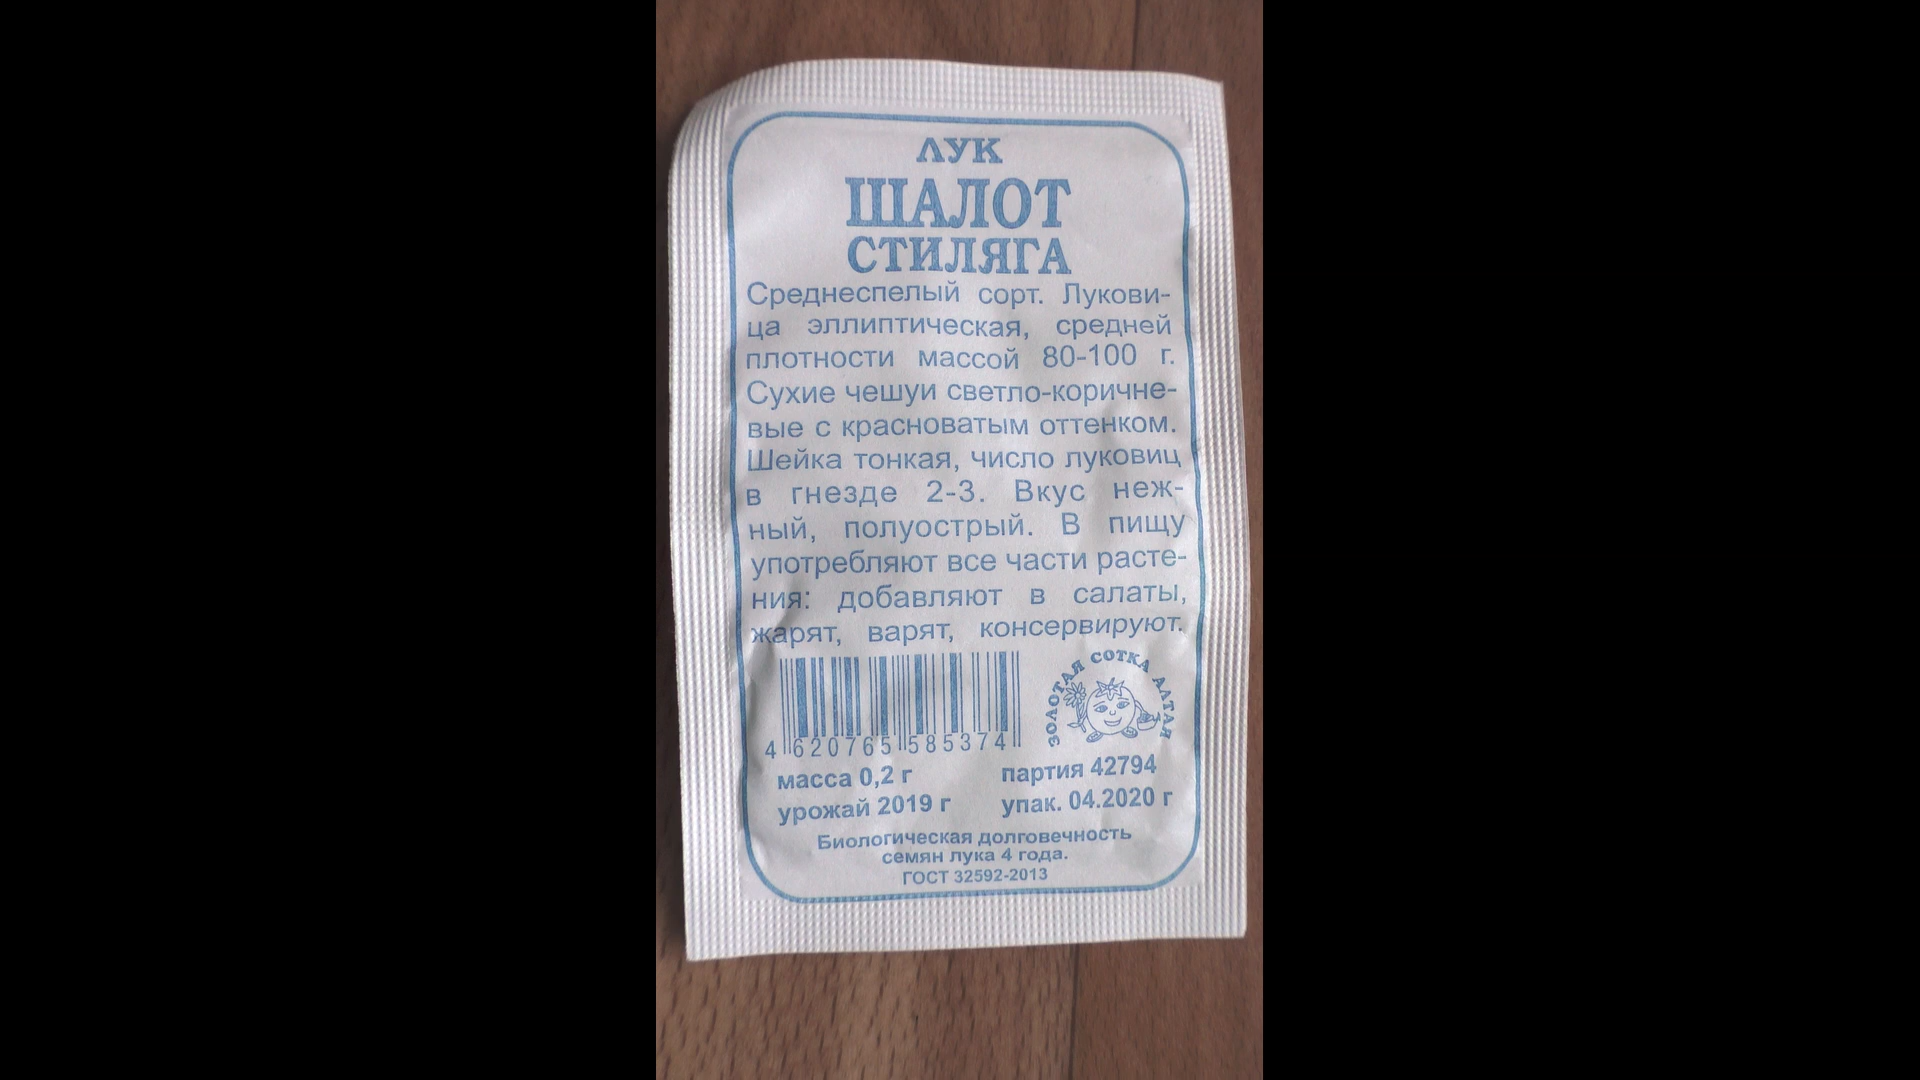 ЛУК
ШАЛОТ
СТИЛЯГА
Среднеспелый сорт. Лукови-
ца эллиптическая, средней
плотности массой 80-100 г.
Сухие чешуи светло-коричне-
вые с красноватым оттенком.
Шейка тонкая, число луковиц
в гнезде 2-3. Вкус неж-
ный, полуострый. В пищу
употребляют все части расте-
ния: добавляют в салаты,
жарят, варят, консервируют.
ЗОЛОТАЯ СОТКА АЛТАЯ
4 620765 585374
масса 0,2 г партия 42794
урожай 2019 г упак. 04.2020 г
Биологическая долговечность
семян лука 4 года.
ГОСТ 32592-2013